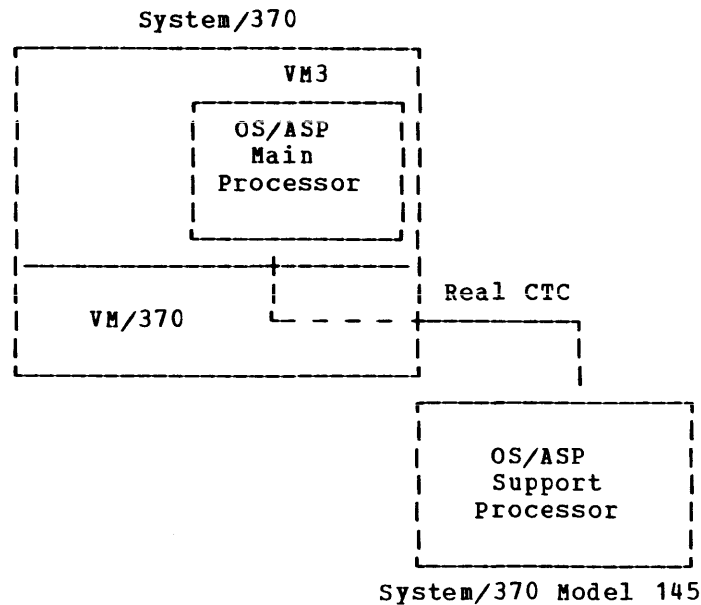 System/370
VM3
OS/ASP
Main
Processor
Real CTC
VM/370
OS/ASP
Support
Processor
System/370 Model 145